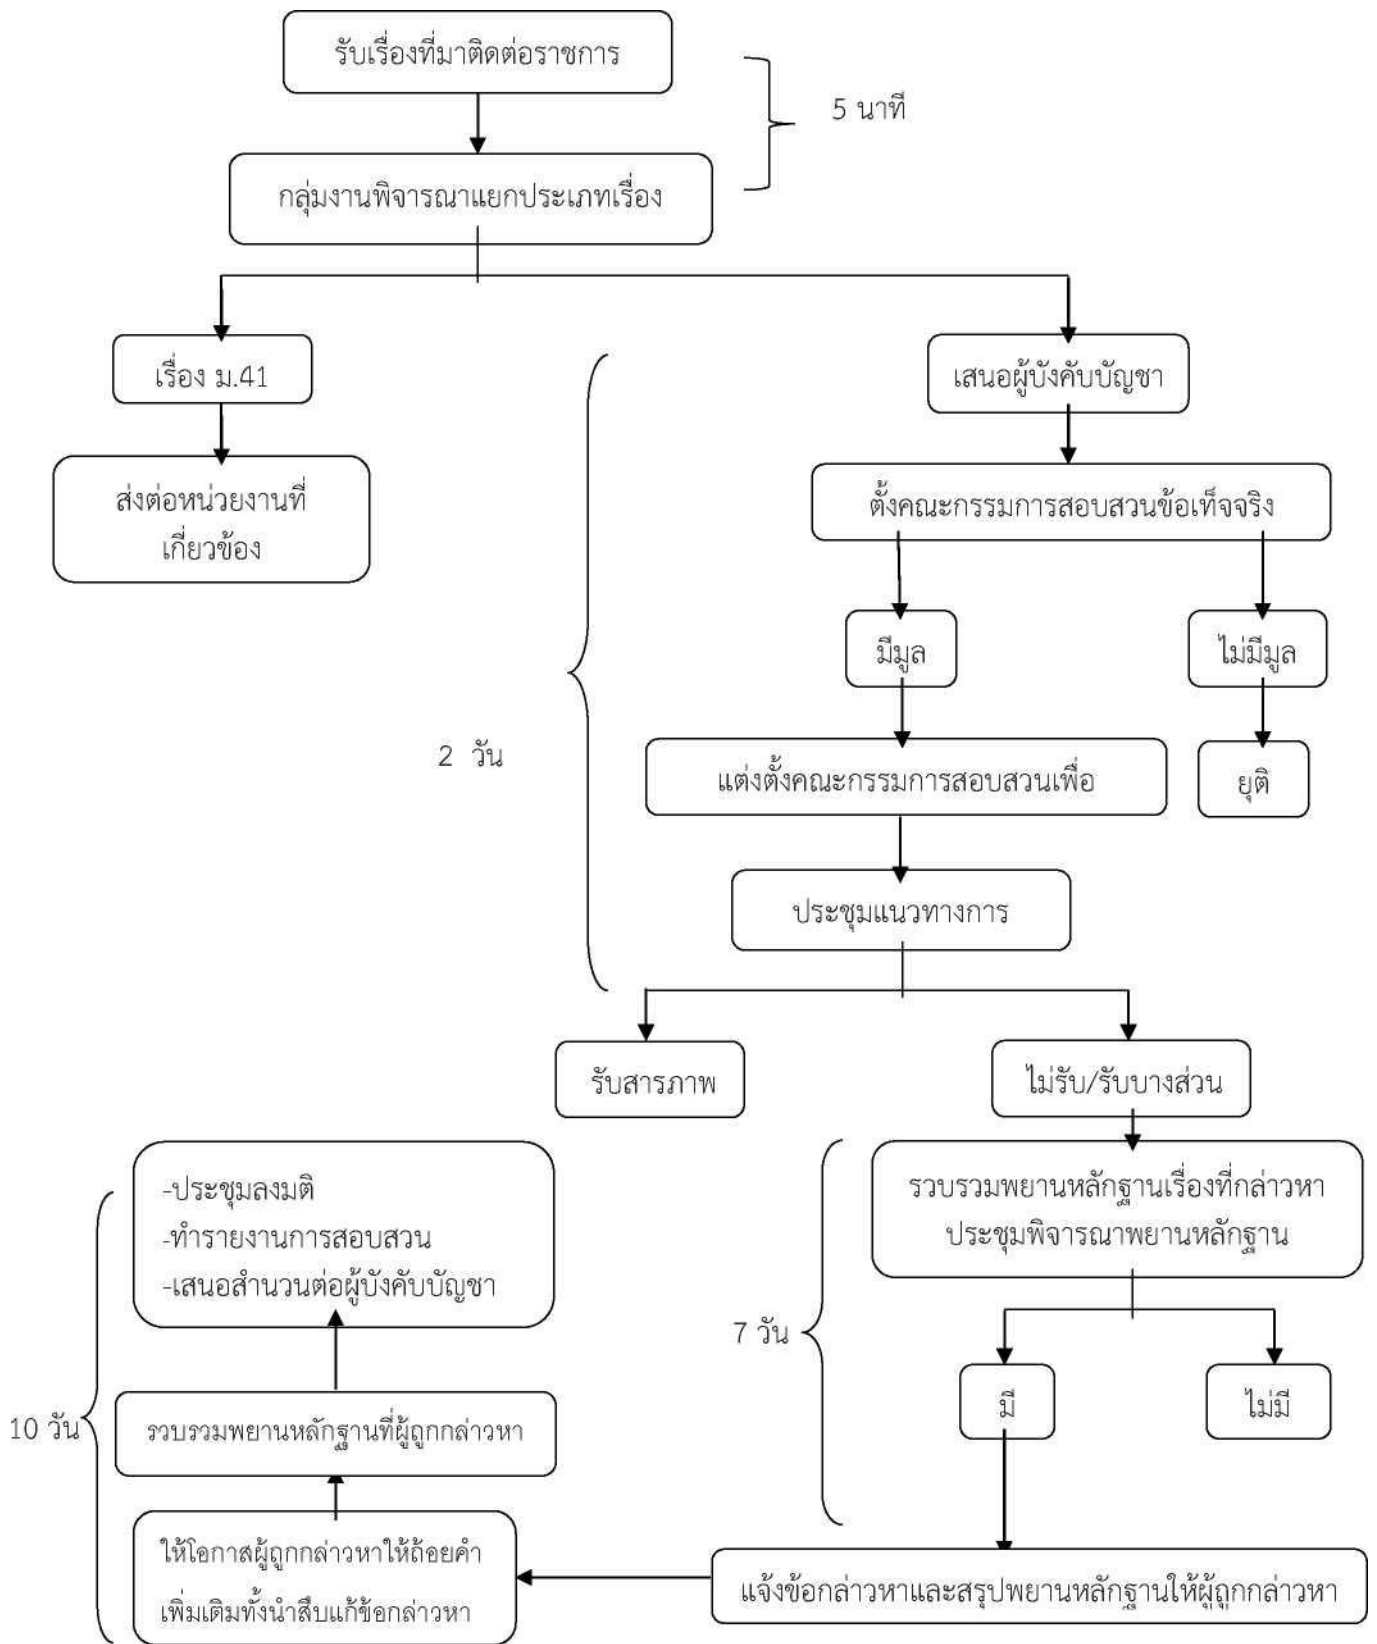 รับเรื่องที่มาติดต่อราชการ
5 นาที
กลุ่มงานพิจารณาแยกประเภทเรื่อง
เรื่อง ม.41
เสนอผู้บังคับบัญชา
ส่งต่อหน่วยงานที่
เกี่ยวข้อง
ตั้งคณะกรรมการสอบสวนข้อเท็จจริง
มีมูล
ไม่มีมูล
2 วัน
แต่งตั้งคณะกรรมการสอบสวนเพื่อ
ยุติ
ประชุมแนวทางการ
รับสารภาพ
ไม่รับ/รับบางส่วน
-ประชุมลงมติ
-ทำรายงานการสอบสวน
-เสนอสำนวนต่อผู้บังคับบัญชา
รวบรวมพยานหลักฐานเรื่องที่กล่าวหา
ประชุมพิจารณาพยานหลักฐาน
7 วัน
มี
ไม่มี
10 วัน
รวบรวมพยานหลักฐานที่ผู้ถูกกล่าวหา
ให้โอกาสผู้ถูกกล่าวหาให้ถ้อยคำ
เพิ่มเติมทั้งนำสืบแก้ข้อกล่าวหา
แจ้งข้อกล่าวหาและสรุปพยานหลักฐานให้ผู้ถูกกล่าวหา